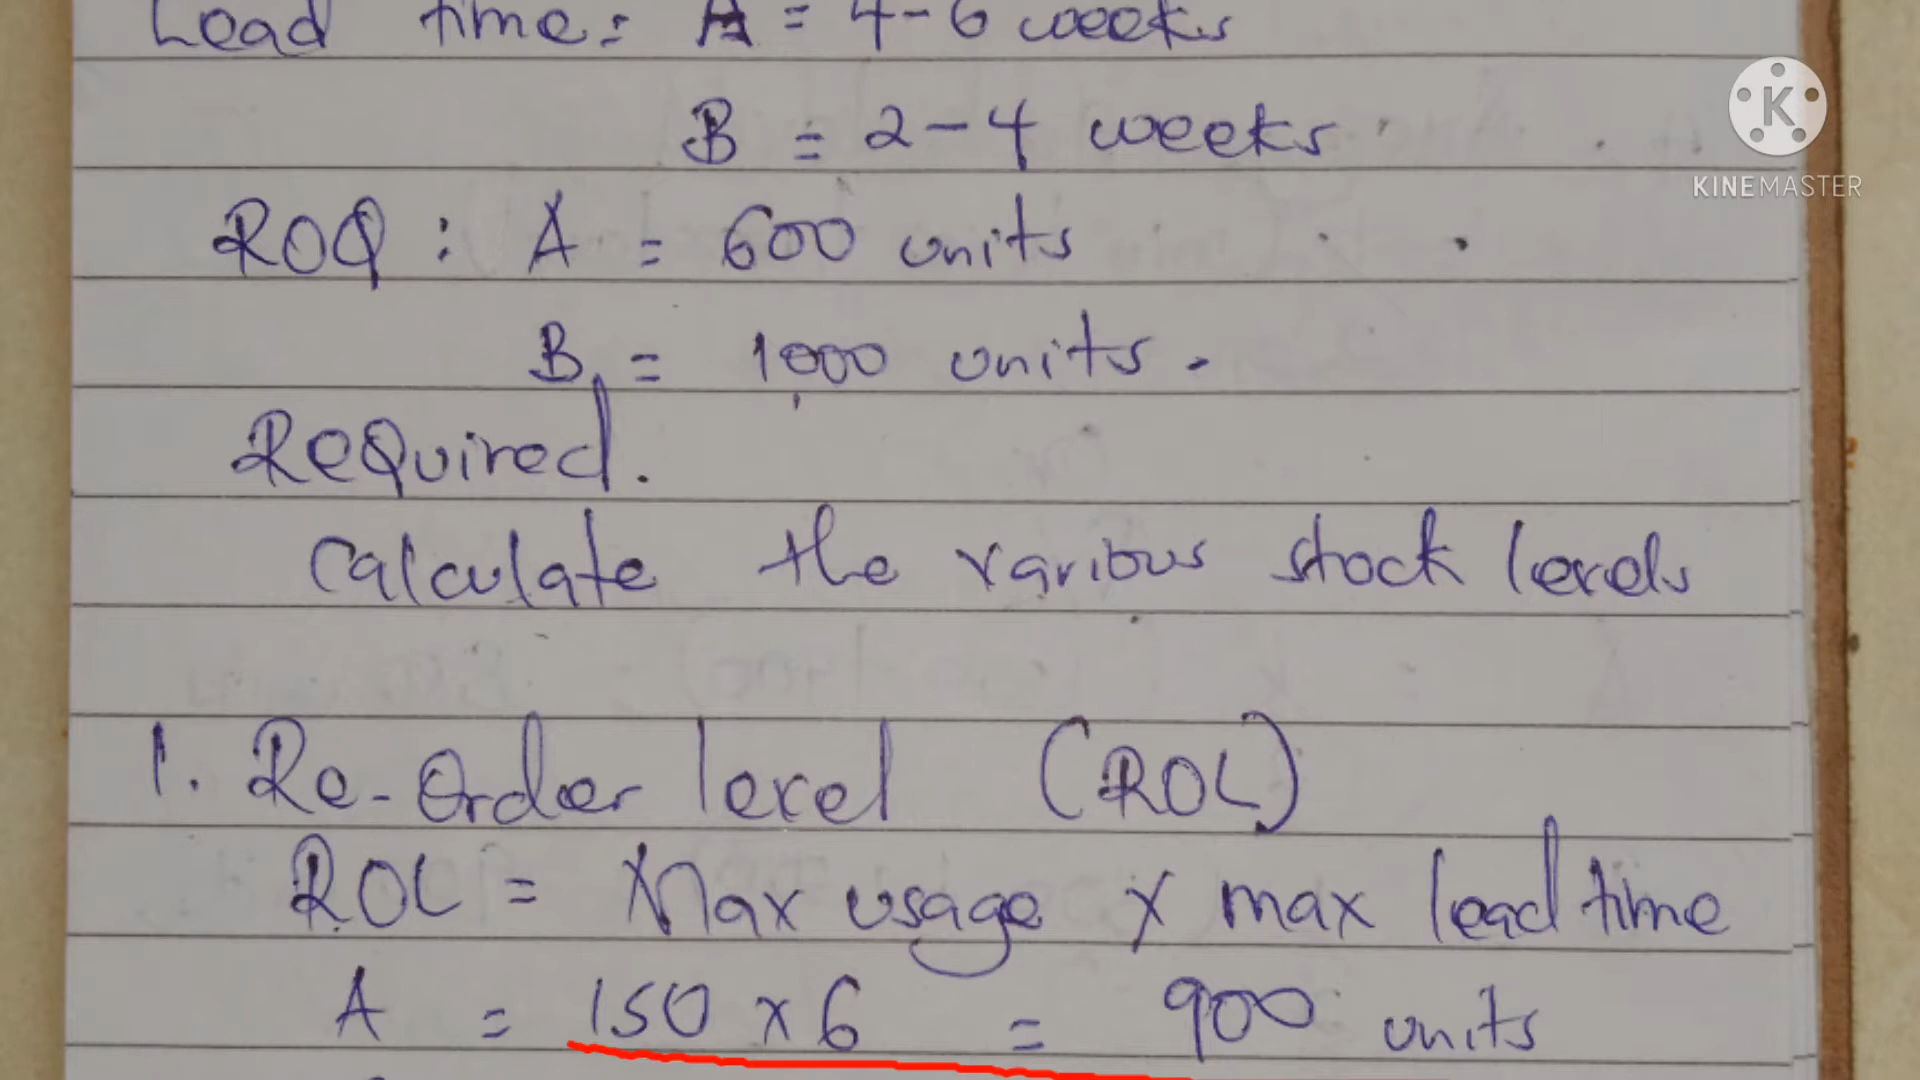 Lead time: A = 4-6 weeks
B = 2-4 weeks
K
KINEMASTER
ROQ : A = 600 units
B = 1000 units.
Required.
Calculate the various stock levels
1. Re-Order level (ROL)
ROL = Max usage x max lead time
A = 150 x 6 = 900 units